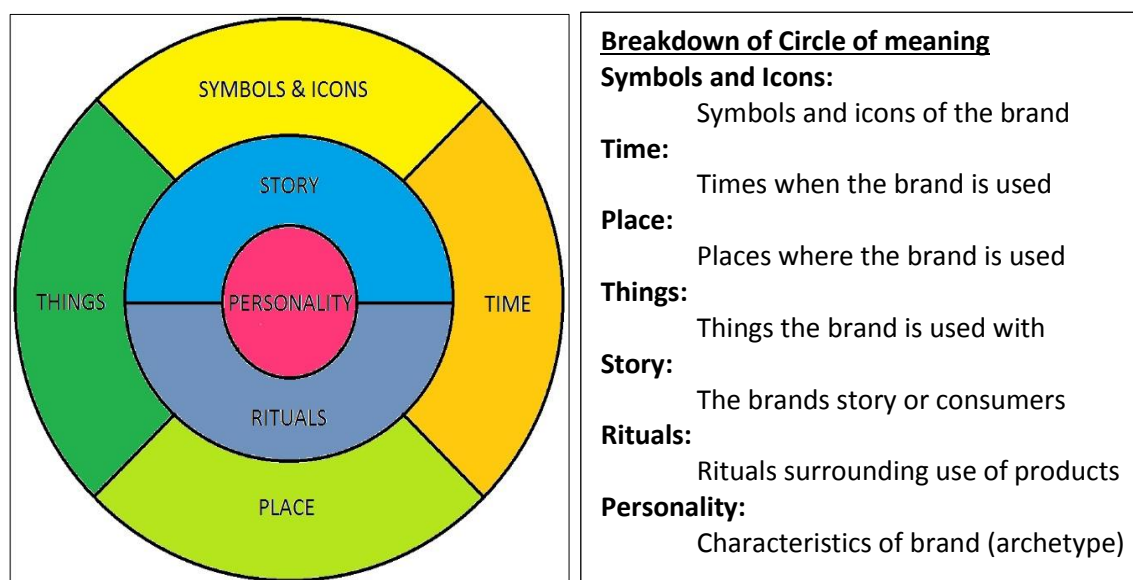 SYMBOLS & ICONS
STORY
THINGS
PERSONALITY
TIME
RITUALS
PLACE
Breakdown of Circle of meaning
Symbols and Icons:
Symbols and icons of the brand
Time:
Times when the brand is used
Place:
Places where the brand is used
Things:
Things the brand is used with
Story:
The brands story or consumers
Rituals:
Rituals surrounding use of products
Personality:
Characteristics of brand (archetype)